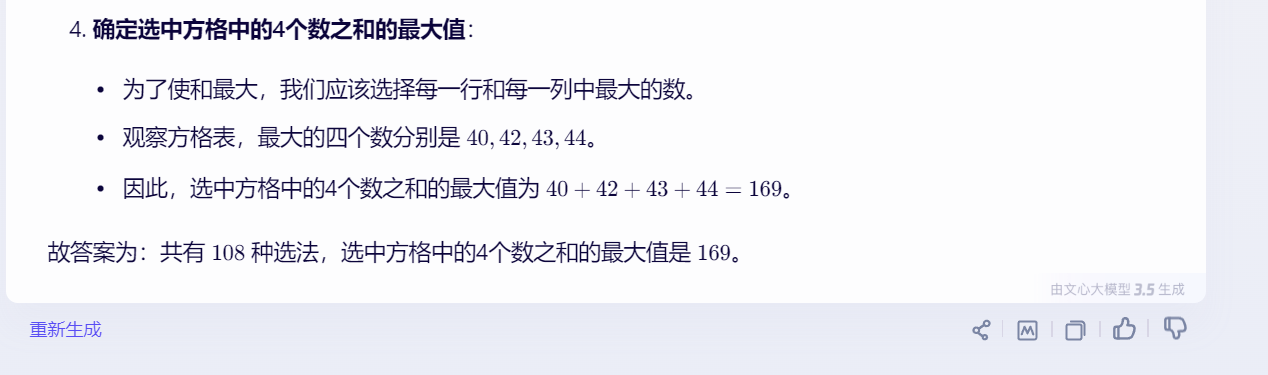 4. 确定选中方格中的4个数之和的最大值：
• 为了使和最大，我们应该选择每一行和每一列中最大的数。
• 观察方格表，最大的四个数分别是 40, 42, 43, 44。
• 因此，选中方格中的4个数之和的最大值为 40 + 42 + 43 + 44 = 169。
故答案为：共有 108 种选法，选中方格中的4个数之和的最大值是 169。
由文心大模型 3.5 生成
重新生成